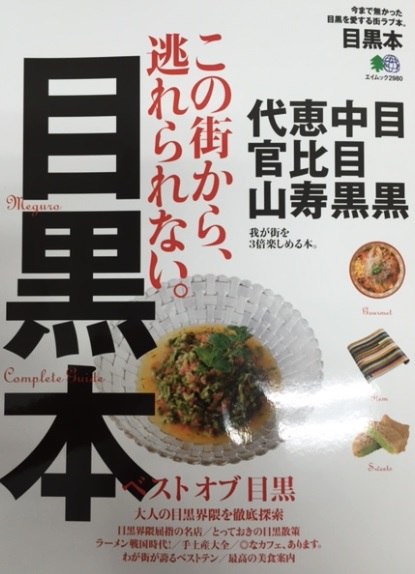 今まで無かった
目黒を愛する街ラブ本。
目黒本
エイムック2980
この街から、
逃れられない。
目黒
中目黒
恵比寿
代官山
我が街を
3倍楽しめる本。
目黒本
Meguro
Complete Guide
Gourmet
Item
Sweets
ベスト オブ 目黒
大人の目黒界隈を徹底探索
目黒界隈屈指の名店/とっておきの目黒散策
ラーメン戦国時代!/手土産大全/◎なカフェ、あります。
わが街が誇るベストテン/最高の美食案内